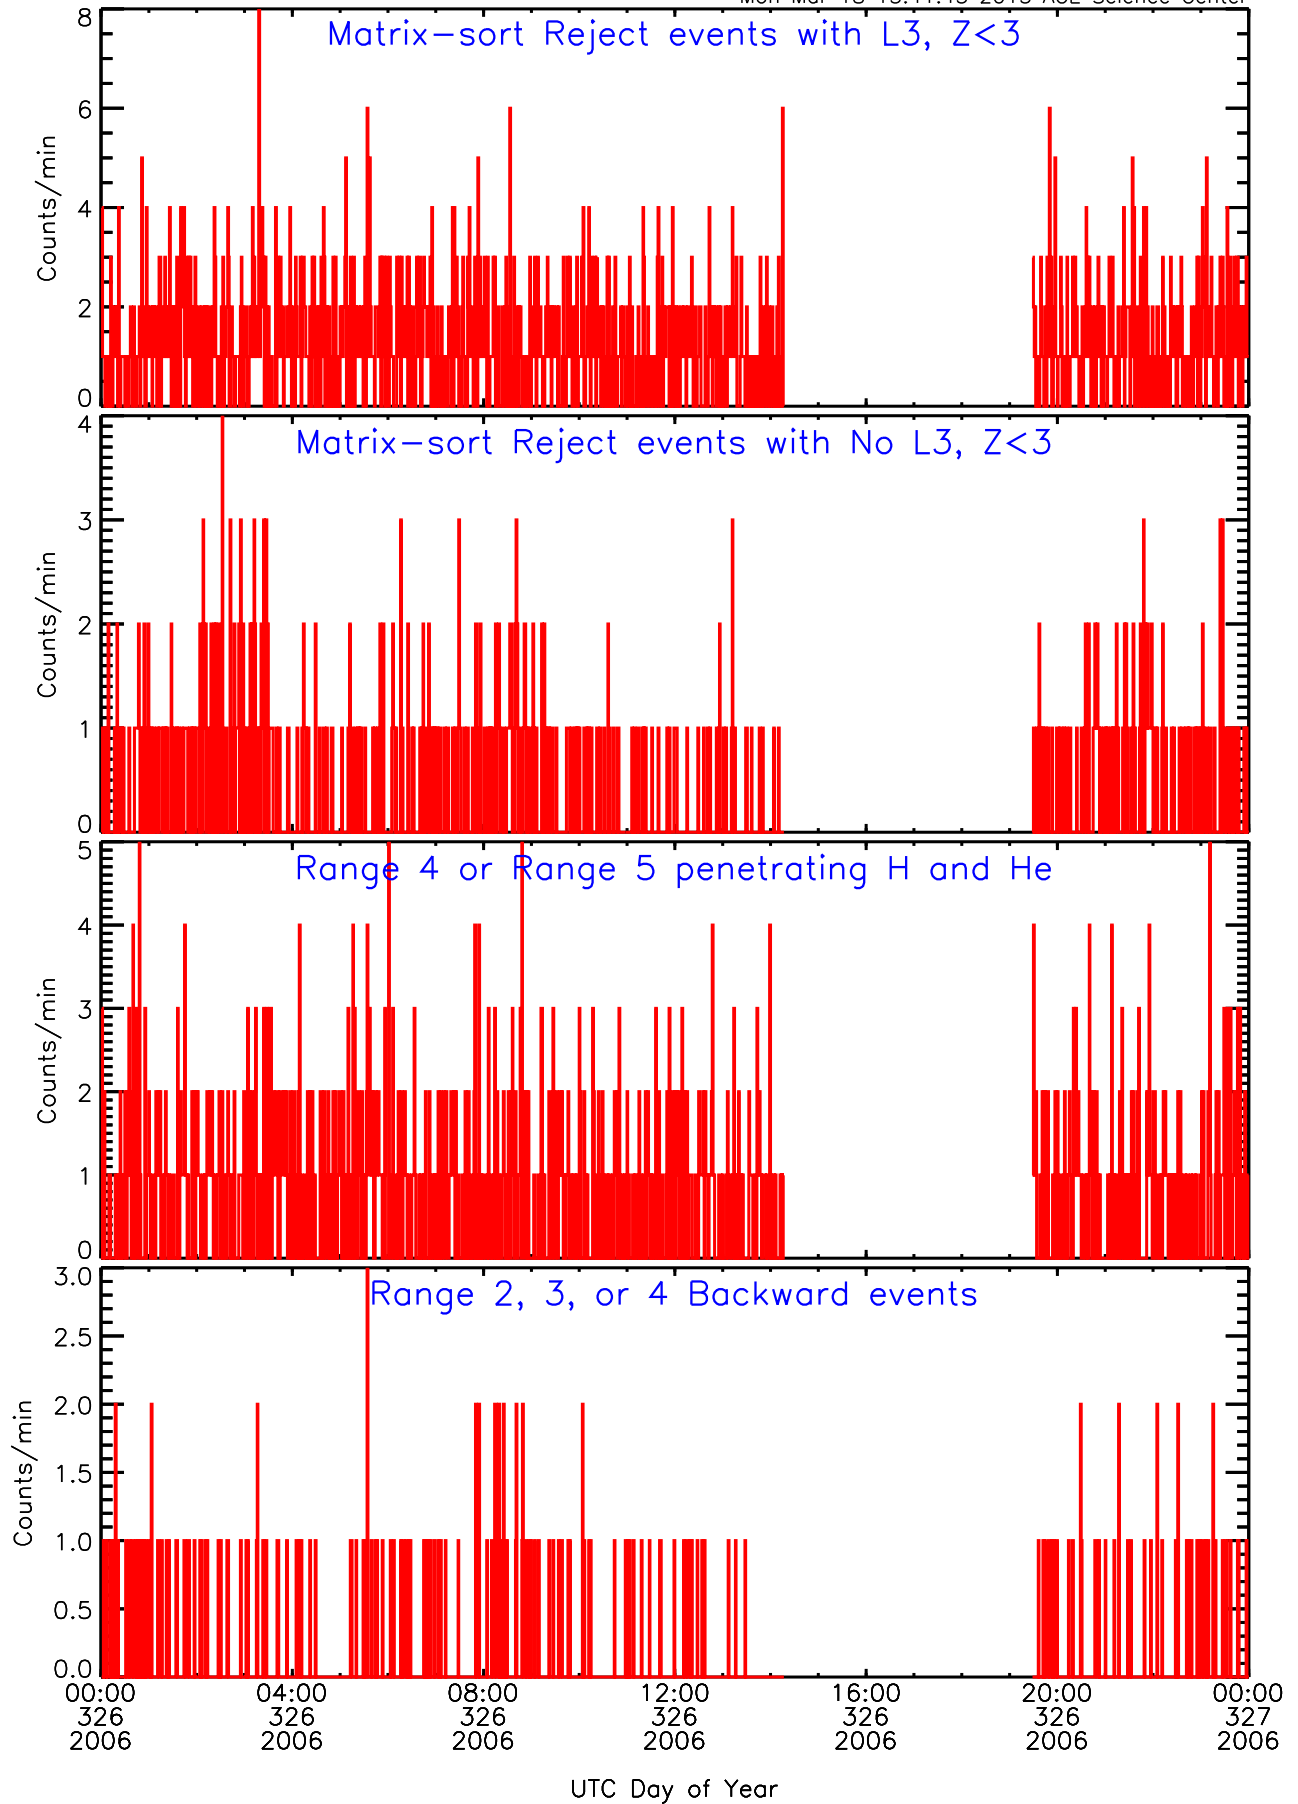 Matrix-sort Reject events with L3, Z<3
8
6
4
2
0
Counts/min
Matrix-sort Reject events with No L3, Z<3
4
3
2
1
0
Counts/min
Range 4 or Range 5 penetrating H and He
5
4
3
2
1
0
Counts/min
Range 2, 3, or 4 Backward events
3.0
2.5
2.0
1.5
1.0
0.5
0.0
Counts/min
00:00 04:00 08:00 12:00 16:00 20:00 00:00
326 326 326 326 326 326 327
2006 2006 2006 2006 2006 2006 2006
UTC Day of Year